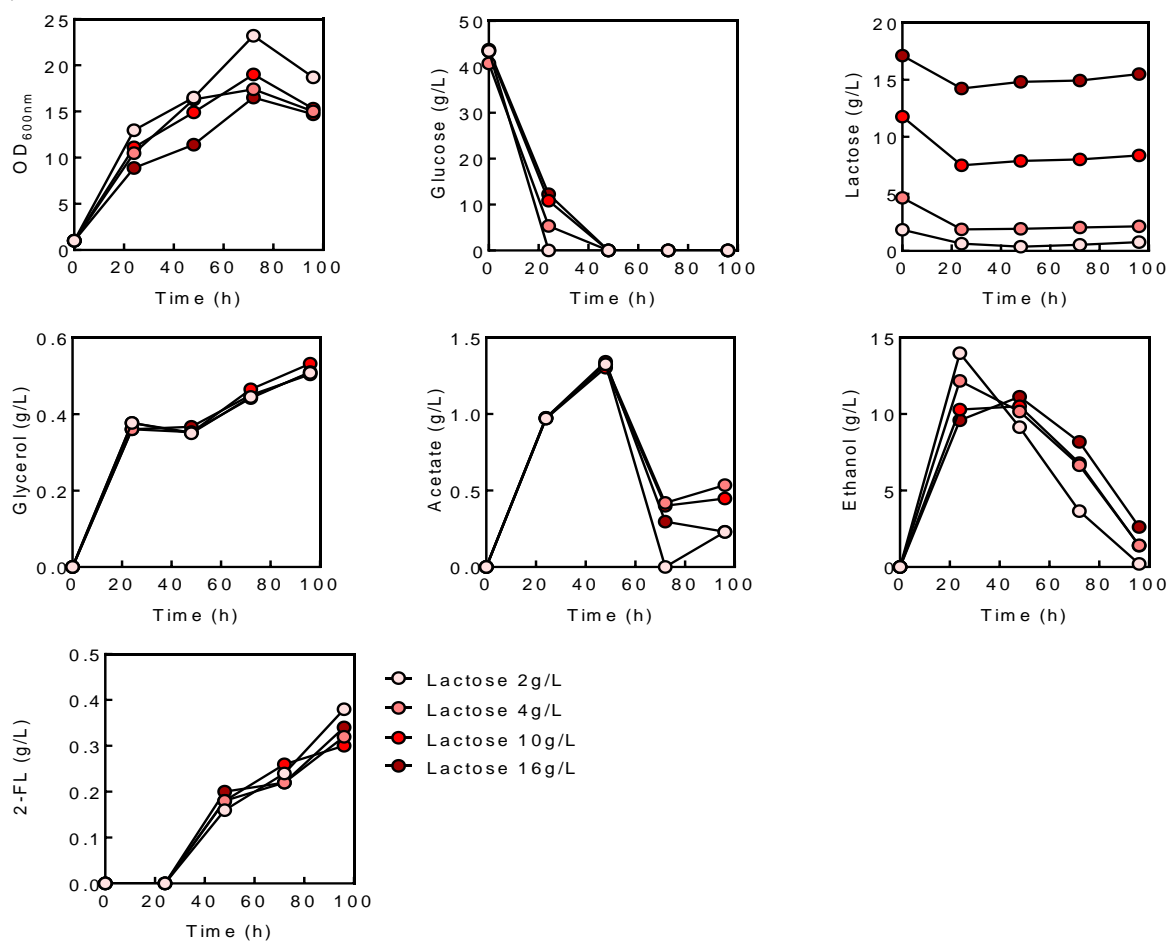 25
20
15
10
5
0
0 20 40 60 80 100
OD600nm
Time (h)
50
40
30
20
10
0
0 20 40 60 80 100
Glucose (g/L)
Time (h)
20
15
10
5
0
0 20 40 60 80 100
Lactose (g/L)
Time (h)
0.6
0.4
0.2
0.0
0 20 40 60 80 100
Glycerol (g/L)
Time (h)
1.5
1.0
0.5
0.0
0 20 40 60 80 100
Acetate (g/L)
Time (h)
15
10
5
0
0 20 40 60 80 100
Ethanol (g/L)
Time (h)
0.5
0.4
0.3
0.2
0.1
0.0
0 20 40 60 80 100
2-FL (g/L)
Time (h)
Lactose 2g/L
Lactose 4g/L
Lactose 10g/L
Lactose 16g/L